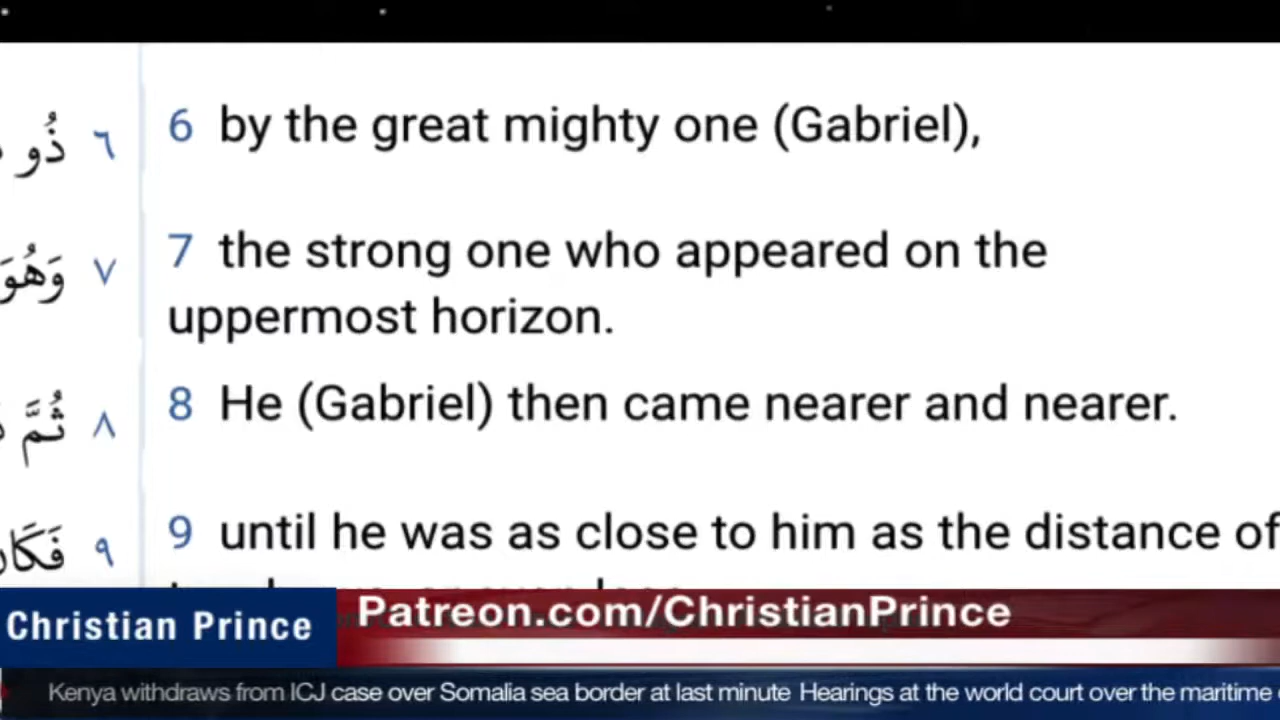 6 by the great mighty one (Gabriel),
ذُو ٦
7 the strong one who appeared on the
uppermost horizon.
وَهُوَ ٧
8 He (Gabriel) then came nearer and nearer.
ثُمَّ ٨
9 until he was as close to him as the distance of
٩
Christian Prince
Patreon.com/ChristianPrince
Kenya withdraws from ICJ case over Somalia sea border at last minute Hearings at the world court over the maritime